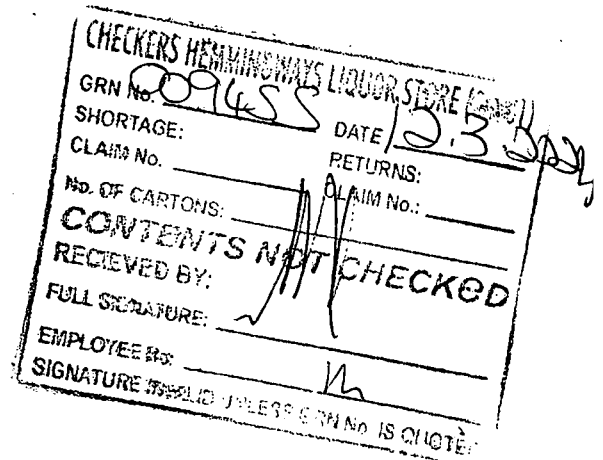 CHECKERS HEMMINGWAYS LIQUOR STORE
GRN No. 009455 DATE 12.3.2024
SHORTAGE: RETURNS:
CLAIM No. CLAIM No.:
No. OF CARTONS:
CONTENTS NOT CHECKED
RECIEVED BY:
FULL SIGNATURE:
EMPLOYEE No:
SIGNATURE INVALID UNLESS GRN No. IS QUOTED